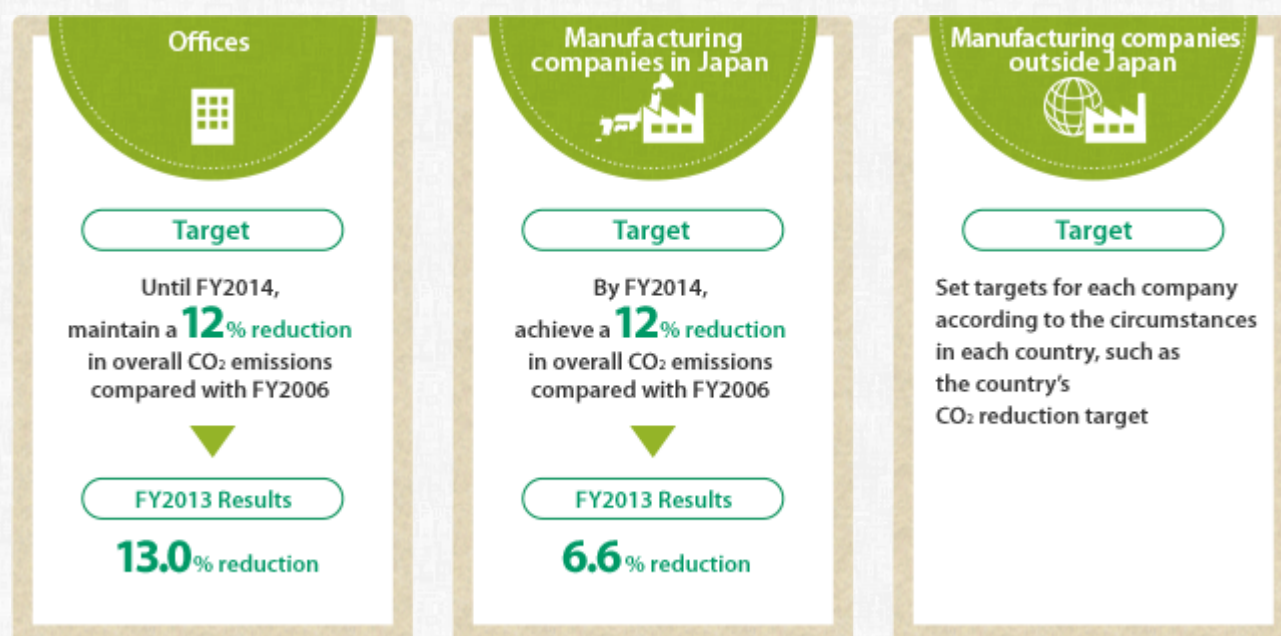 Offices
Target
Until FY2014,
maintain a 12% reduction
in overall CO₂ emissions
compared with FY2006
FY2013 Results
13.0% reduction
Manufacturing
companies in Japan
Target
By FY2014,
achieve a 12% reduction
in overall CO₂ emissions
compared with FY2006
FY2013 Results
6.6% reduction
Manufacturing companies
outside Japan
Target
Set targets for each company
according to the circumstances
in each country, such as
the country's
CO₂ reduction target